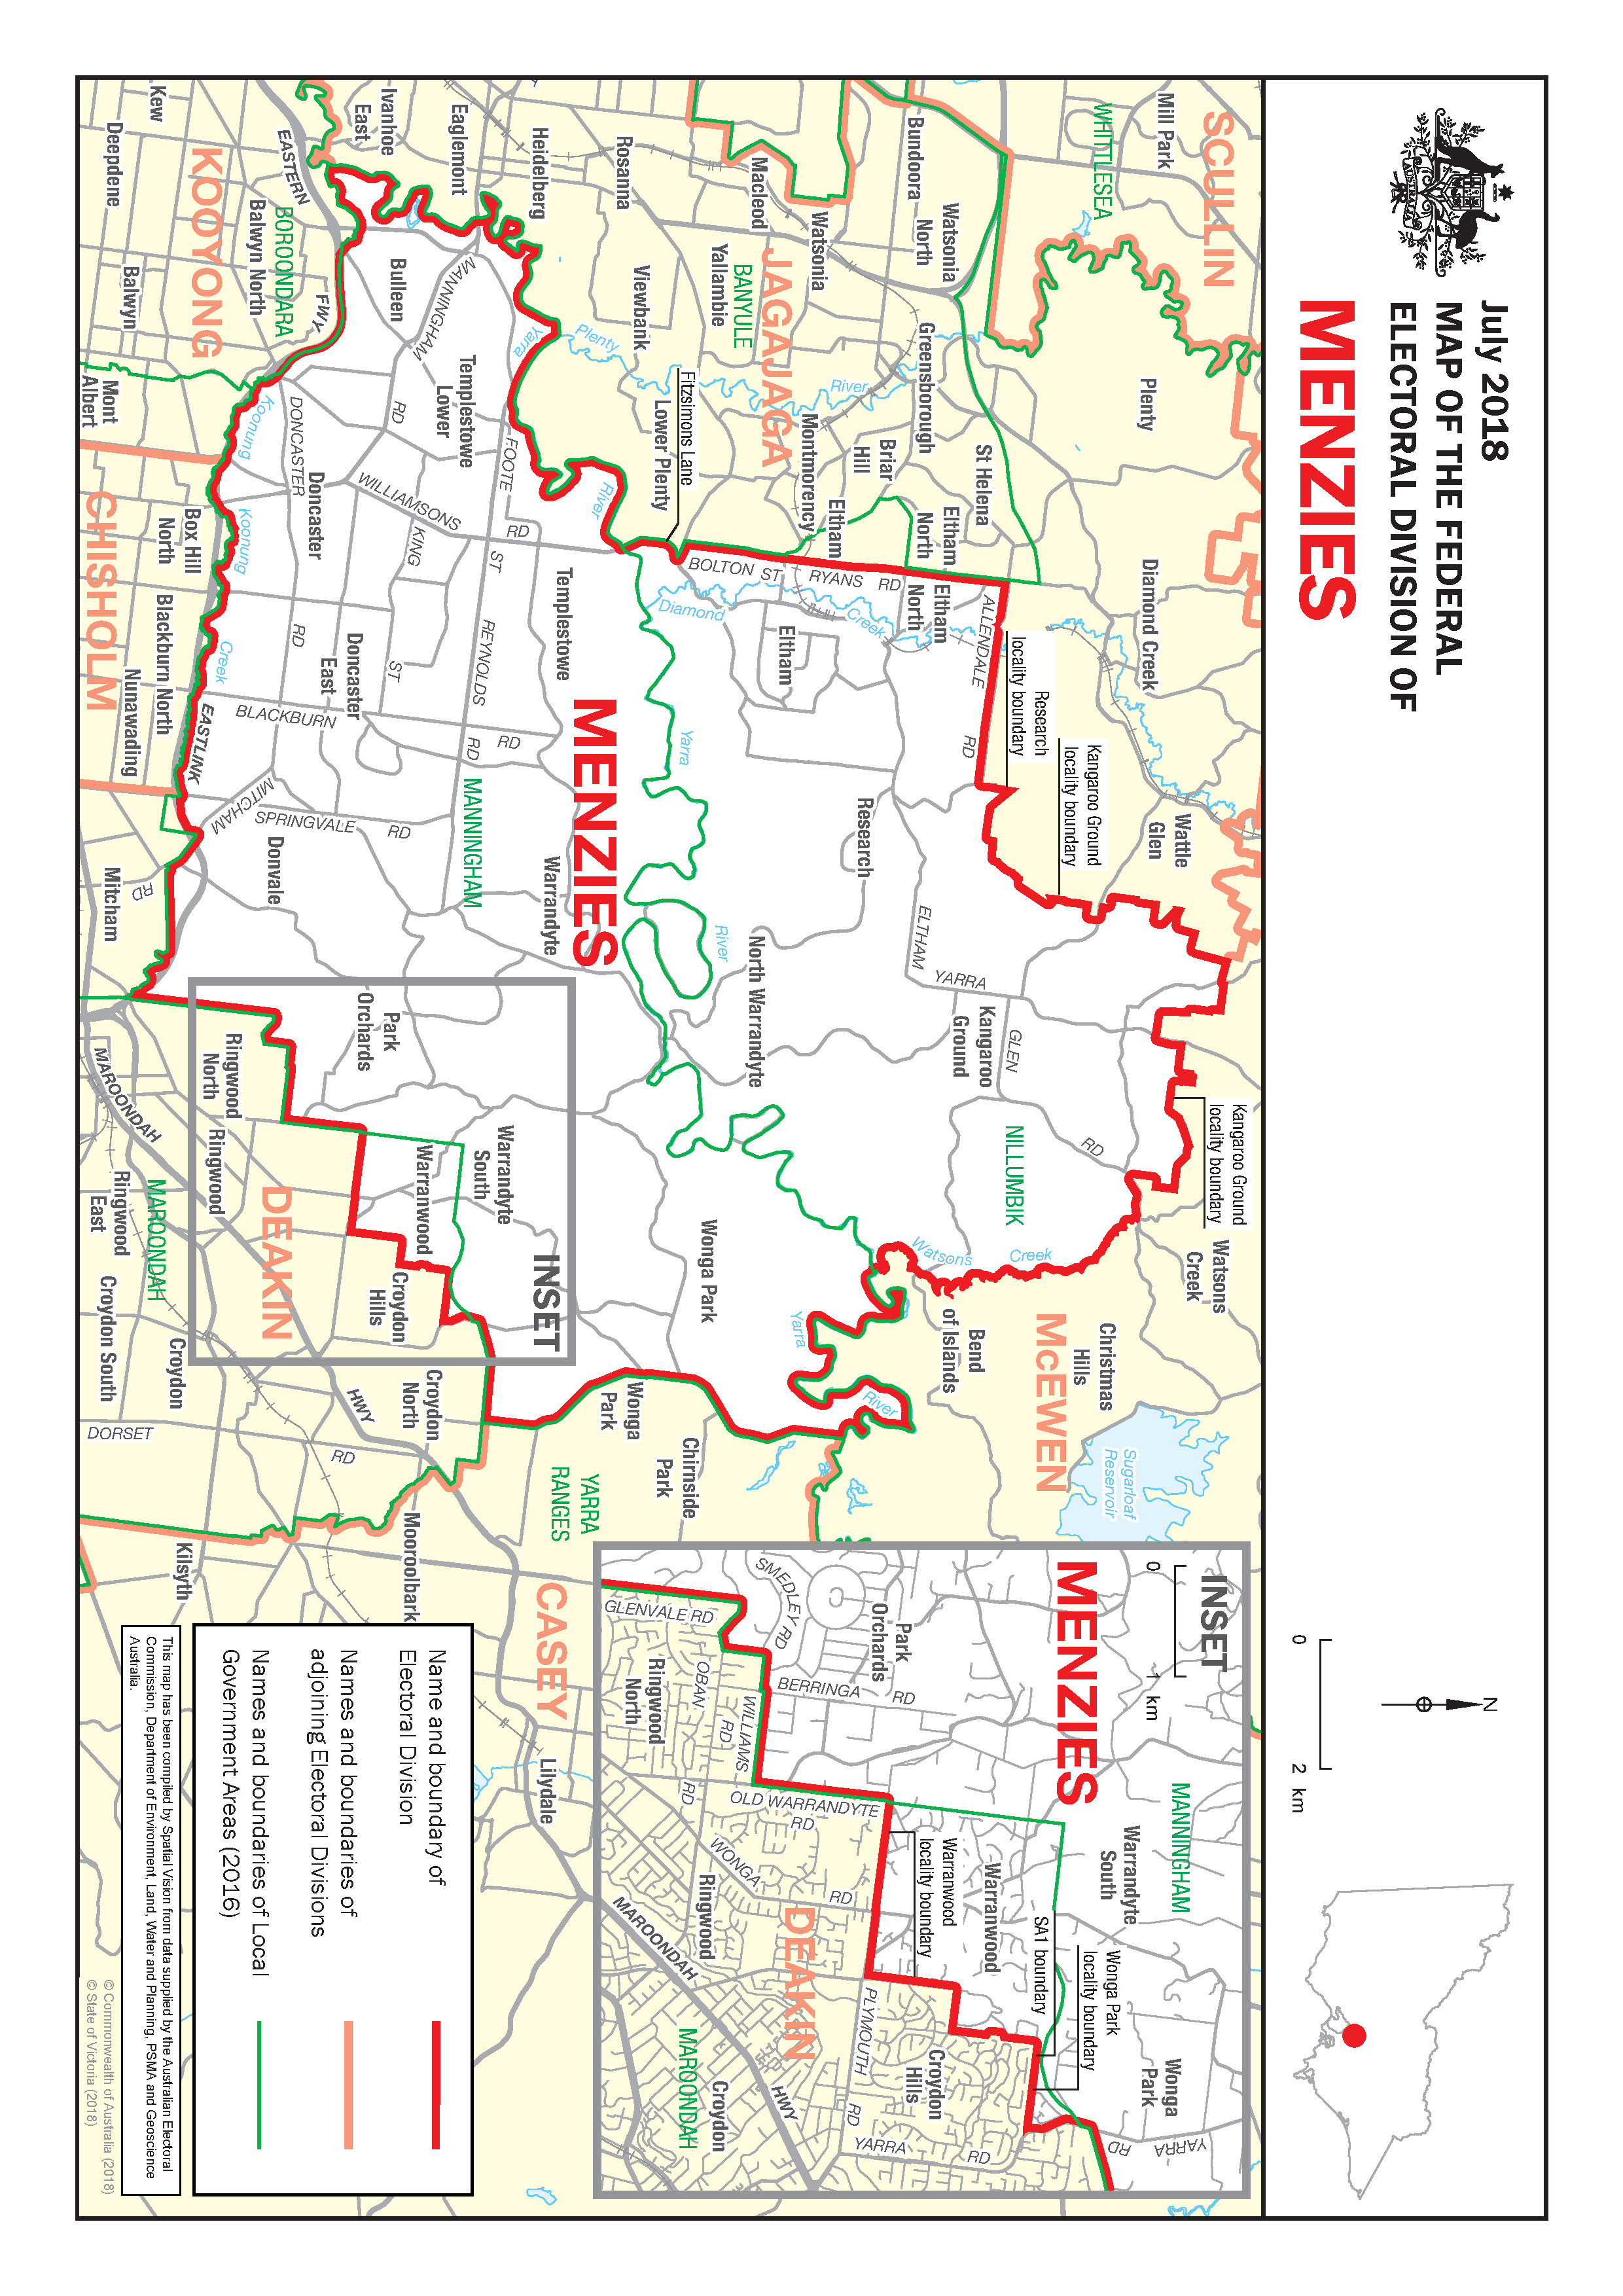 AUSTRALIA
July 2018
MAP OF THE FEDERAL
ELECTORAL DIVISION OF
MENZIES
0
2 km
N
SCULLIN
Mill Park
WHITTLESEA
Plenty
Diamond Creek
Wattle
Glen
Kangaroo Ground
locality boundary
Research
locality boundary
Kangaroo Ground
locality boundary
Watsons
Creek
Christmas
Hills
Sugarloaf
Reservoir
McEWEN
Bend
of Islands
Bundoora
Watsonia
North
Greensborough
St Helena
Eltham
North
Briar
Hill
Eltham
Montmorency
Watsonia
Macleod
JAGAJAGA
BANYULE
Yallambie
Rosanna
Viewbank
Lower Plenty
Fitzsimons Lane
Plenty
River
Heidelberg
Eaglemont
Ivanhoe
East
Kew
Deepdene
KOOYONG
EASTERN
FWY
BOROONDARA
Balwyn North
Balwyn
Mont
Albert
Bulleen
MANNINGHAM
RD
Templestowe
Lower
Yarra
River
FOOTE
RD
ST
REYNOLDS
RD
DONCASTER
RD
Doncaster
WILLIAMSONS
KING
ST
Templestowe
Doncaster
East
BLACKBURN
RD
Koonung
Koonung
Creek
Box Hill
North
Blackburn North
Nunawading
CHISHOLM
EASTLINK
MITCHAM
RD
SPRINGVALE
RD
Donvale
Mitcham
MANNINGHAM
Warrandyte
MENZIES
BOLTON ST
RYANS RD
Diamond
Creek
Eltham
Eltham
North
ALLENDALE
RD
Research
ELTHAM
YARRA
GLEN
RD
Kangaroo
Ground
NILLUMBIK
North Warrandyte
Yarra
River
Watsons
Creek
Yarra
River
Wonga Park
Park
Orchards
Warrandyte
South
Warranwood
INSET
Croydon
Hills
DEAKIN
Ringwood
North
Ringwood
MAROONDAH
HWY
Ringwood
East
MAROONDAH
Croydon
Croydon South
Croydon
North
DORSET
RD
Wonga
Park
Chirnside
Park
YARRA
RANGES
Mooroolbark
Kilsyth
CASEY
Lilydale
INSET
0
1 km
MENZIES
MANNINGHAM
Warrandyte
South
Wonga Park
locality boundary
SA1 boundary
Wonga
Park
Warranwood
Warranwood
locality boundary
Park
Orchards
SMEDLEY RD
GLENVALE RD
BERRINGA RD
OBAN
RD
WILLIAMS
RD
Ringwood
North
OLD WARRANDYTE
RD
WONGA
RD
Ringwood
MAROONDAH
HWY
DEAKIN
PLYMOUTH RD
Croydon
Hills
Croydon
MAROONDAH
YARRA
RD
YARRA
RD
Name and boundary of
Electoral Division
Names and boundaries of
adjoining Electoral Divisions
Names and boundaries of Local
Government Areas (2016)
This map has been compiled by Spatial Vision from data supplied by the Australian Electoral
Commission, Department of Environment, Land, Water and Planning, PSMA and Geoscience
Australia.
© Commonwealth of Australia (2018)
© State of Victoria (2018)